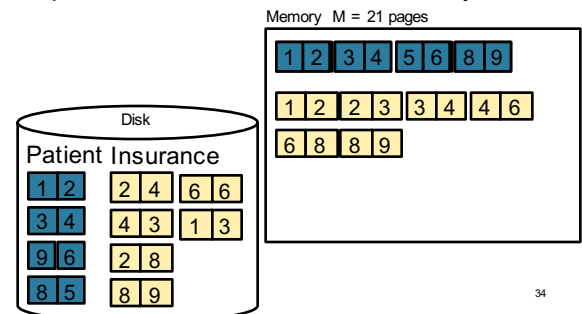 Memory M = 21 pages
1 2 3 4 5 6 8 9
1 2 2 3 3 4 4 6
6 8 8 9
Disk
Patient Insurance
1 2 2 4 6 6
3 4 4 3 1 3
9 6 2 8
8 5 8 9
34